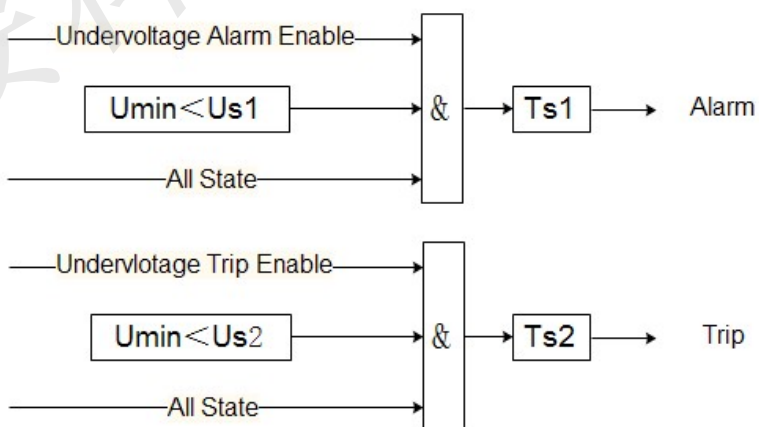 Undervoltage Alarm Enable
Umin<Us1
&
Ts1
Alarm
All State
Undervlotage Trip Enable
Umin<Us2
&
Ts2
Trip
All State